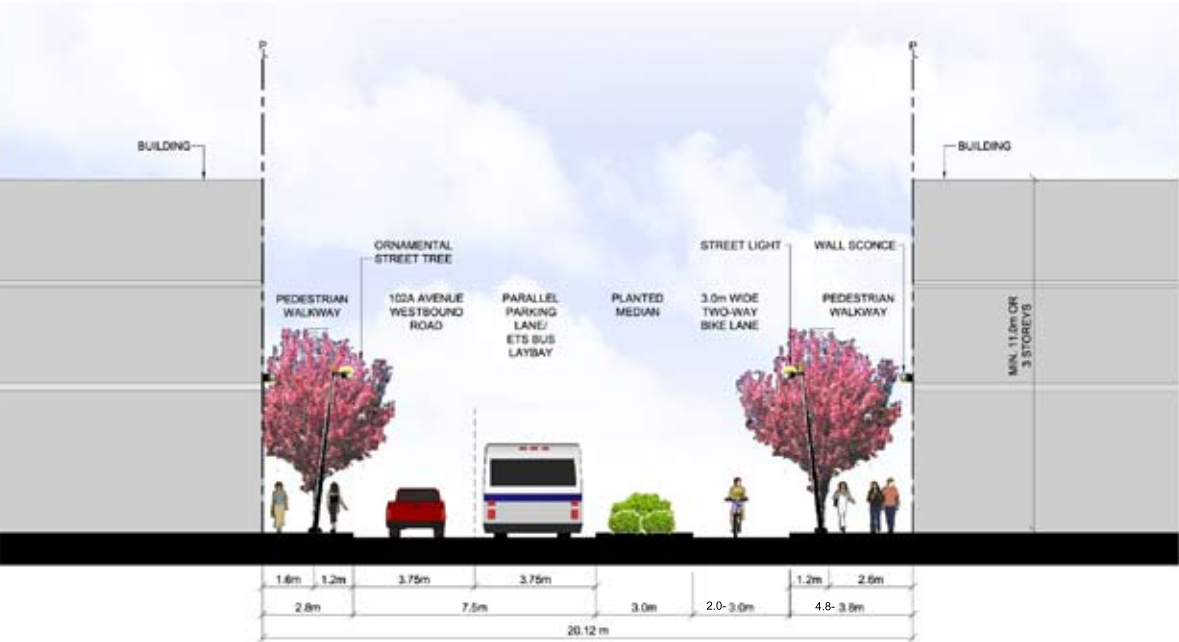 P
L
P
L
BUILDING
BUILDING
ORNAMENTAL
STREET TREE
STREET LIGHT
WALL SCONCE
PEDESTRIAN
WALKWAY
102A AVENUE
WESTBOUND
ROAD
PARALLEL
PARKING
LANE/
ETS BUS
LAYBAY
PLANTED
MEDIAN
3.0m WIDE
TWO-WAY
BIKE LANE
PEDESTRIAN
WALKWAY
MIN. 11.0m OR
3 STOREYS
1.6m
1.2m
3.75m
3.75m
1.2m
2.6m
2.8m
7.5m
3.0m
2.0- 3.0m
4.8- 3.8m
20.12 m